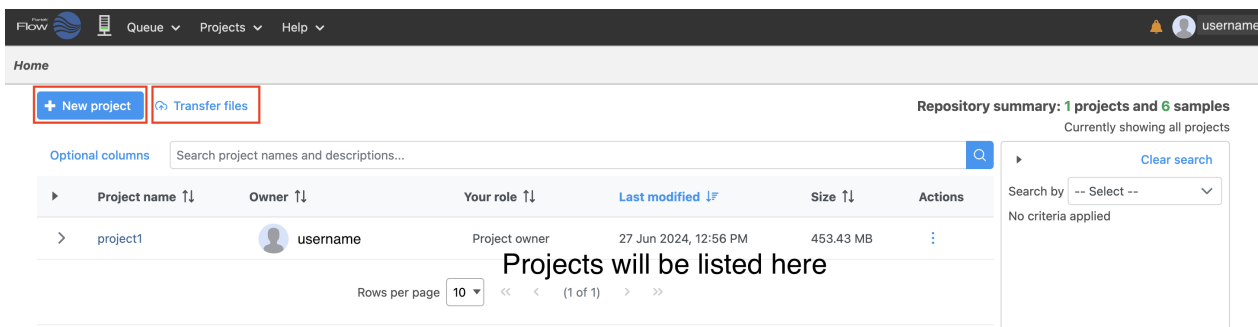 Partek
Flow Queue Projects Help username
Home
New project Transfer files Repository summary: 1 projects and 6 samples
Currently showing all projects
Optional columns Search project names and descriptions... Clear search
Project name Owner Your role Last modified Size Actions Search by -- Select --
No criteria applied
project1 username Project owner 27 Jun 2024, 12:56 PM 453.43 MB
Projects will be listed here
Rows per page 10 (1 of 1)